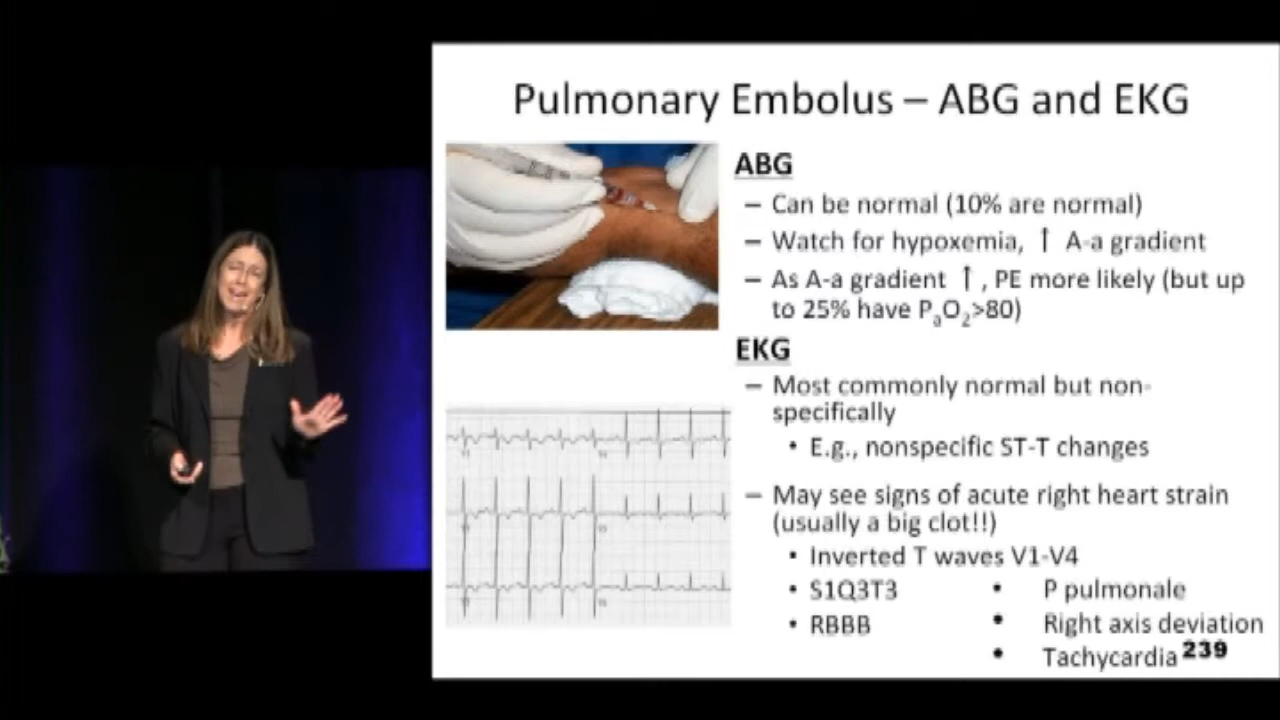 Pulmonary Embolus – ABG and EKG
ABG
– Can be normal (10% are normal)
– Watch for hypoxemia, ↑ A-a gradient
– As A-a gradient ↑, PE more likely (but up
to 25% have PaO2>80)
EKG
– Most commonly normal but non-
specifically
• E.g., nonspecific ST-T changes
– May see signs of acute right heart strain
(usually a big clot!!)
• Inverted T waves V1-V4
• S1Q3T3
• RBBB
• P pulmonale
• Right axis deviation
• Tachycardia
239